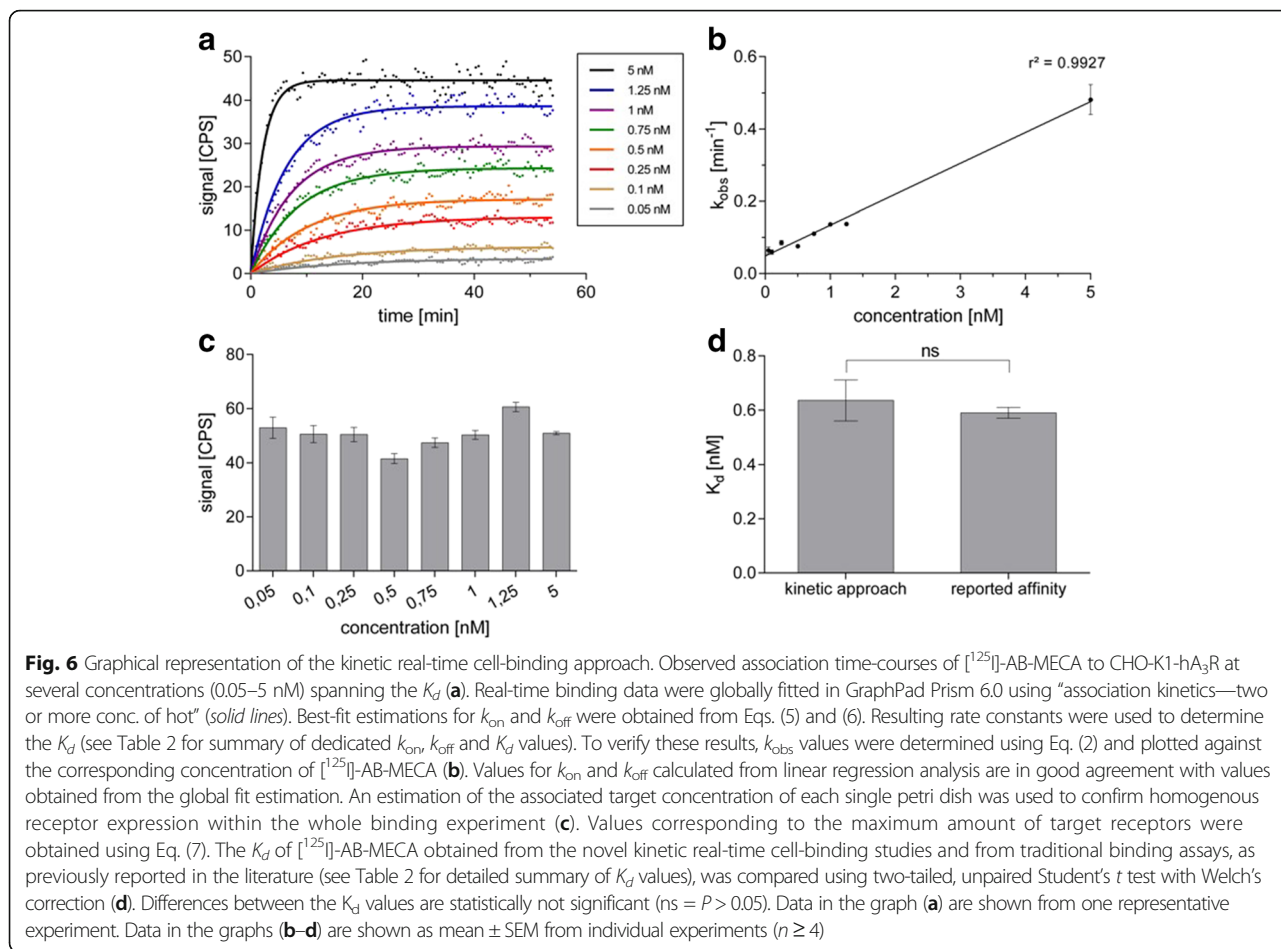 a
50
40
30
20
10
0
signal [CPS]
0
20
40
60
time [min]
5 nM
1.25 nM
1 nM
0.75 nM
0.5 nM
0.25 nM
0.1 nM
0.05 nM
b
r² = 0.9927
0.6
0.4
0.2
0.0
k_obs [min⁻¹]
0
1
2
3
4
5
concentration [nM]
c
80
60
40
20
0
signal [CPS]
0,05
0,1
0,25
0,5
0,75
1
1,25
5
concentration [nM]
d
ns
0.8
0.6
0.4
0.2
0.0
K_d [nM]
kinetic approach
reported affinity
Fig. 6 Graphical representation of the kinetic real-time cell-binding approach. Observed association time-courses of [¹²⁵I]-AB-MECA to CHO-K1-hA₃R at
several concentrations (0.05–5 nM) spanning the K_d (a). Real-time binding data were globally fitted in GraphPad Prism 6.0 using “association kinetics—two
or more conc. of hot” (solid lines). Best-fit estimations for k_on and k_off were obtained from Eqs. (5) and (6). Resulting rate constants were used to determine
the K_d (see Table 2 for summary of dedicated k_on, k_off and K_d values). To verify these results, k_obs values were determined using Eq. (2) and plotted against
the corresponding concentration of [¹²⁵I]-AB-MECA (b). Values for k_on and k_off calculated from linear regression analysis are in good agreement with values
obtained from the global fit estimation. An estimation of the associated target concentration of each single petri dish was used to confirm homogenous
receptor expression within the whole binding experiment (c). Values corresponding to the maximum amount of target receptors were
obtained using Eq. (7). The K_d of [¹²⁵I]-AB-MECA obtained from the novel kinetic real-time cell-binding studies and from traditional binding assays, as
previously reported in the literature (see Table 2 for detailed summary of K_d values), was compared using two-tailed, unpaired Student’s t test with Welch’s
correction (d). Differences between the K_d values are statistically not significant (ns = P > 0.05). Data in the graph (a) are shown from one representative
experiment. Data in the graphs (b–d) are shown as mean ± SEM from individual experiments (n ≥ 4)